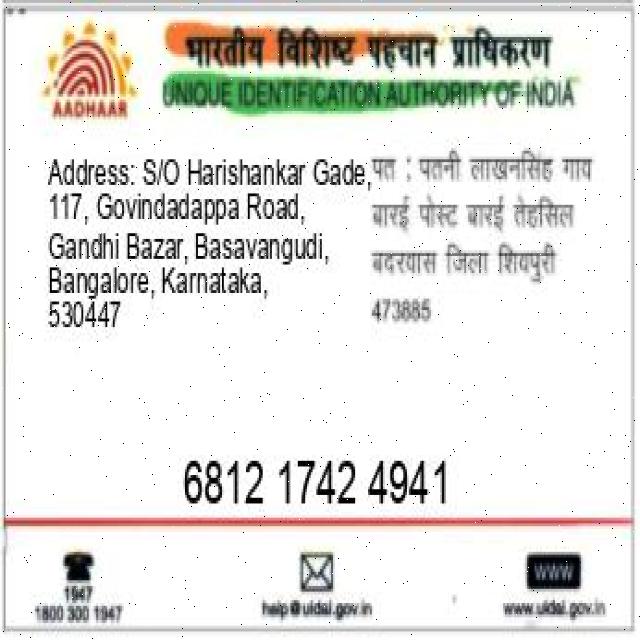 भारतीय विशिष्ट पहचान प्राधिकरण
AADHAAR
UNIQUE IDENTIFICATION AUTHORITY OF INDIA
Address: S/O Harishankar Gade,
117, Govindadappa Road,
Gandhi Bazar, Basavangudi,
Bangalore, Karnataka,
530447
पत : पतनी लाखनसिंह गाव
बारई पोस्ट बारई तेहसिल
बदरवास जिला शिवपुरी
473885
6812 1742 4941
1947
1800 300 1947
help@uidai.gov.in
www
www.uidai.gov.in